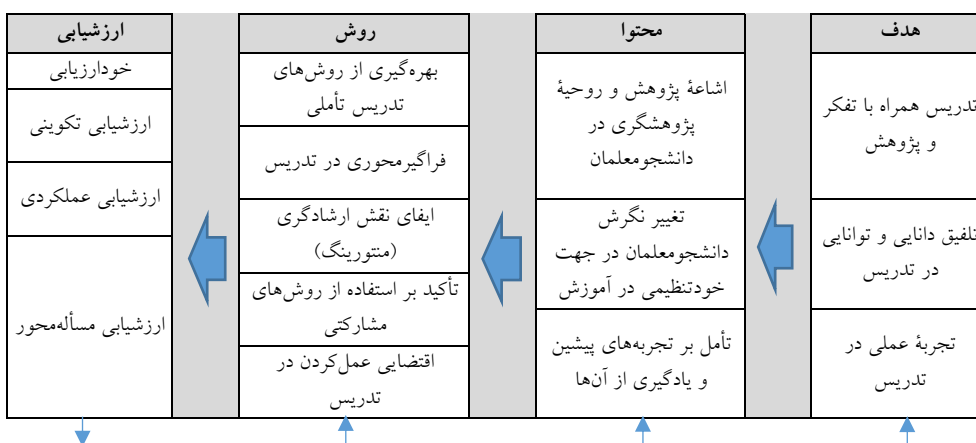 هدف
تدریس همراه با تفکر
و پژوهش
تلفیق دانایی و توانایی
در تدریس
تجربهٔ عملی در
تدریس
محتوا
اشاعهٔ پژوهش و روحیهٔ
پژوهشگری در
دانشجومعلمان
تغییر نگرش
دانشجومعلمان در جهت
خودتنظیمی در آموزش
تأمل بر تجربه‌های پیشین
و یادگیری از آن‌ها
روش
بهره‌گیری از روش‌های
تدریس تأملی
فراگیرمحوری در تدریس
ایفای نقش ارشادگری
(منتورینگ)
تأکید بر استفاده از روش‌های
مشارکتی
اقتضایی عمل‌کردن در
تدریس
ارزشیابی
خودارزیابی
ارزشیابی تکوینی
ارزشیابی عملکردی
ارزشیابی مسأله‌محور